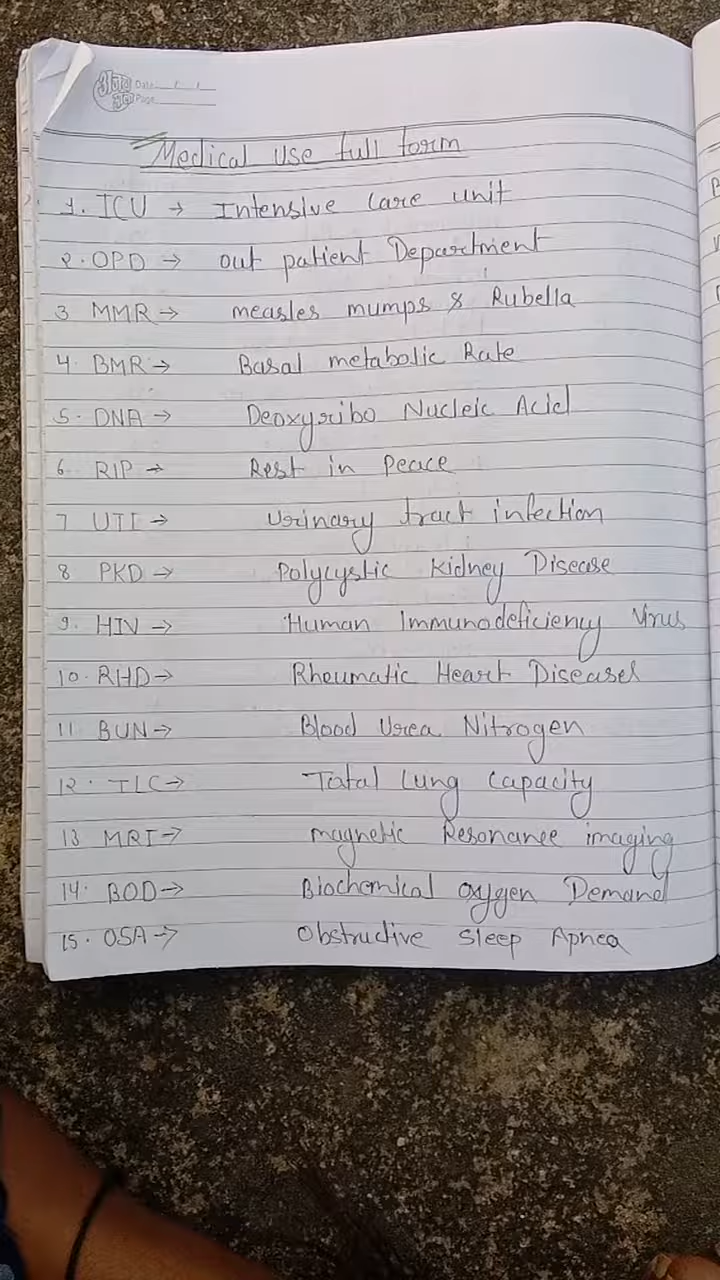 Date
Page
Medical use full form
1. ICU → Intensive Care unit
2. OPD → out patient Department
3 MMR → measles mumps & Rubella
4. BMR → Basal metabolic Rate
5. DNA → Deoxyribo Nucleic Acid
6. RIP → Rest in Peace
7 UTI → Urinary tract infection
8 PKD → Polycystic Kidney Disease
9. HIV → Human Immunodeficiency Virus
10. RHD → Rheumatic Heart Diseases
11 BUN → Blood Urea Nitrogen
12. TLC → Total Lung Capacity
13 MRI → magnetic Resonance imaging
14. BOD → Biochemical oxygen Demand
15. OSA → Obstructive Sleep Apnea